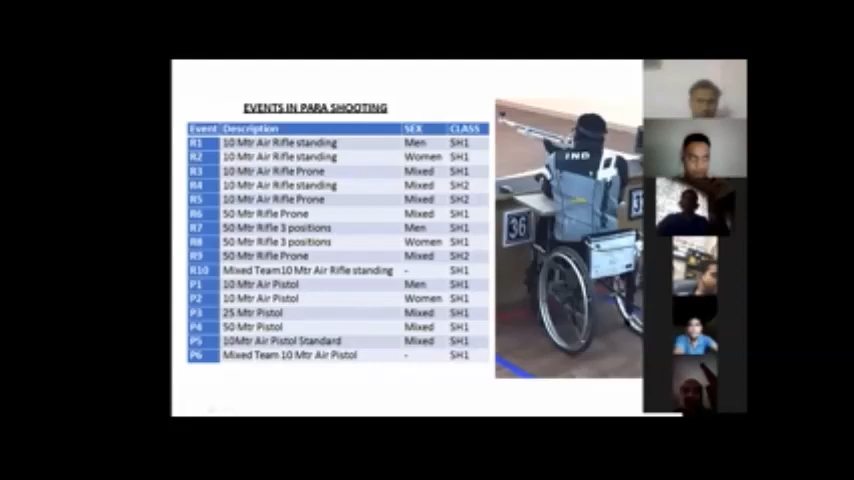 EVENTS IN PARA SHOOTING
Event Description SEX CLASS
R1 10 Mtr Air Rifle standing Men SH1
R2 10 Mtr Air Rifle standing Women SH1
R3 10 Mtr Air Rifle Prone Mixed SH1
R4 10 Mtr Air Rifle standing Mixed SH2
R5 10 Mtr Air Rifle Prone Mixed SH2
R6 50 Mtr Rifle Prone Mixed SH1
R7 50 Mtr Rifle 3 positions Men SH1
R8 50 Mtr Rifle 3 positions Women SH1
R9 50 Mtr Rifle Prone Mixed SH2
R10 Mixed Team10 Mtr Air Rifle standing - SH1
P1 10 Mtr Air Pistol Men SH1
P2 10 Mtr Air Pistol Women SH1
P3 25 Mtr Pistol Mixed SH1
P4 50 Mtr Pistol Mixed SH1
P5 10Mtr Air Pistol Standard Mixed SH1
P6 Mixed Team 10 Mtr Air Pistol - SH1
IND
36